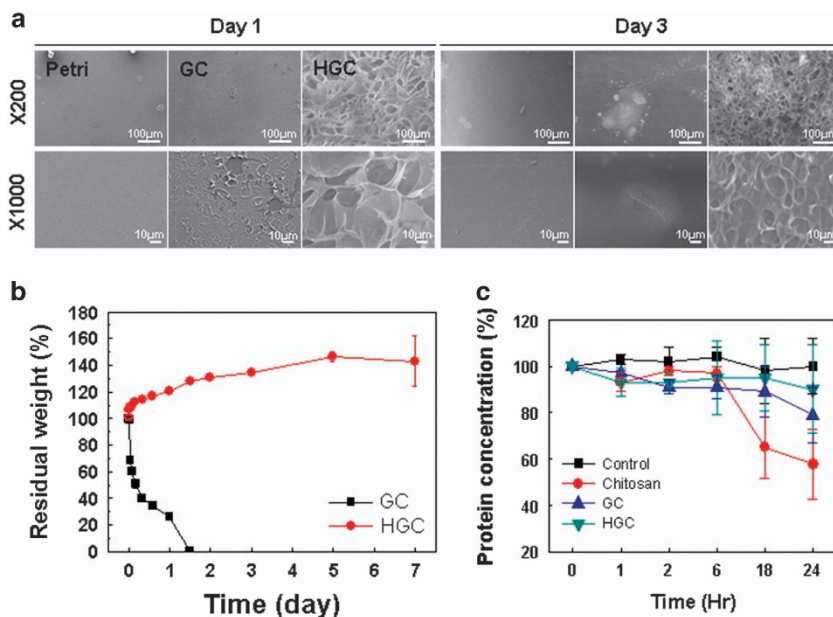 a
Day 1 Day 3
X200
Petri GC HGC
100µm 100µm 100µm 100µm 100µm 100µm
X1000
10µm 10µm 10µm 10µm 10µm 10µm
b
Residual weight (%)
180
160
140
120
100
80
60
40
20
0
GC
HGC
0 1 2 3 4 5 6 7
Time (day)
c
Protein concentration (%)
120
100
80
60
40
20
Control
Chitosan
GC
HGC
0 1 2 6 18 24
Time (Hr)